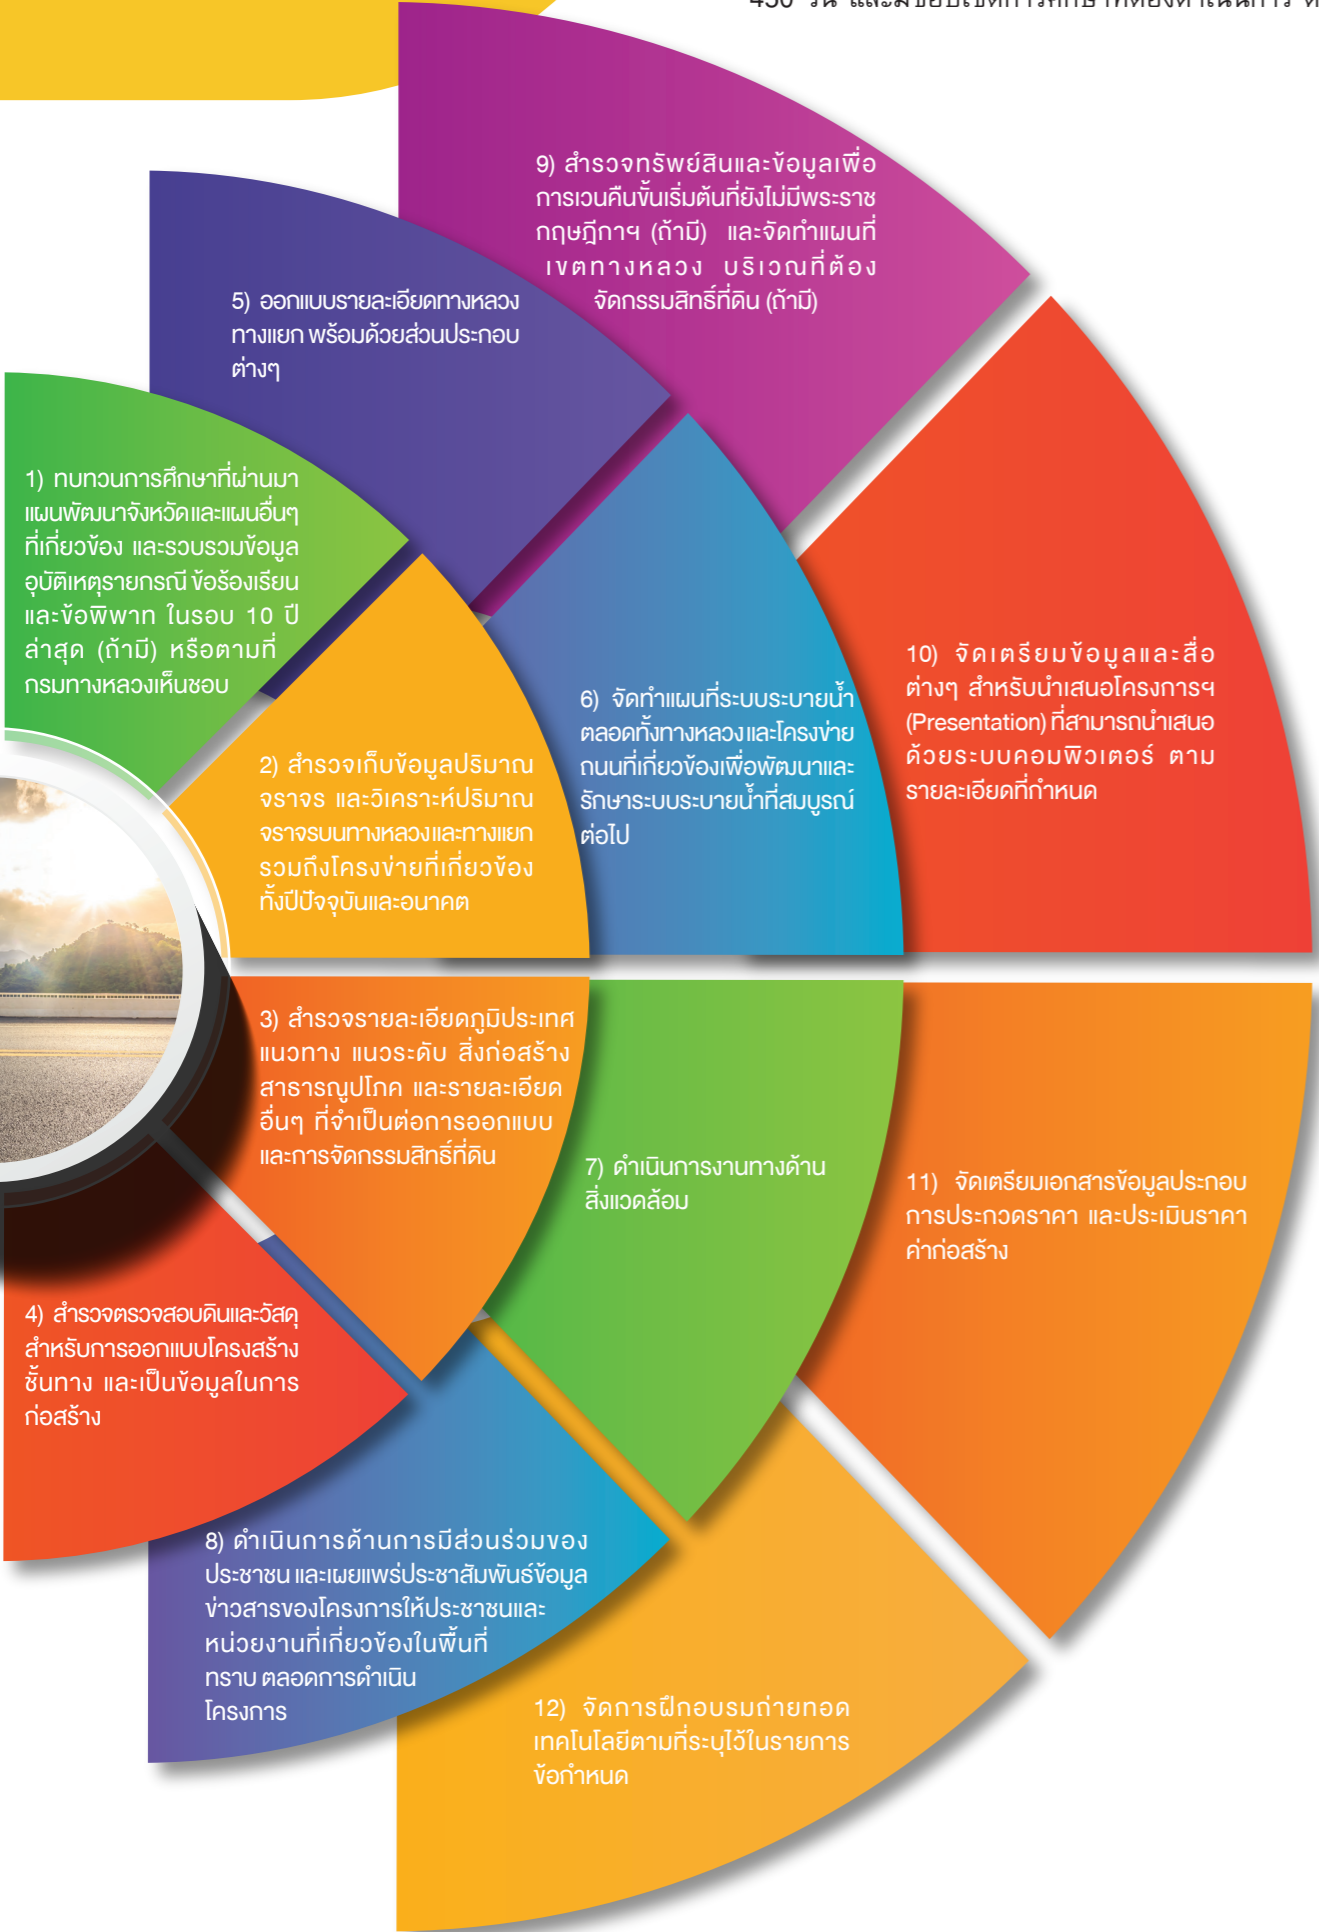 450 วัน และมีขอบเขตการศึกษาที่ต้องดำเนินการ
9) สำรวจทรัพย์สินและข้อมูลเพื่อ
การเวนคืนขั้นเริ่มต้นที่ยังไม่มีพระราช
กฤษฎีกาฯ (ถ้ามี) และจัดทำแผนที่
เขตทางหลวง บริเวณที่ต้อง
จัดกรรมสิทธิ์ที่ดิน (ถ้ามี)
5) ออกแบบรายละเอียดทางหลวง
ทางแยก พร้อมด้วยส่วนประกอบ
ต่างๆ
1) ทบทวนการศึกษาที่ผ่านมา
แผนพัฒนาจังหวัดและแผนอื่นๆ
ที่เกี่ยวข้อง และรวบรวมข้อมูล
อุบัติเหตุรายกรณี ข้อร้องเรียน
และข้อพิพาท ในรอบ 10 ปี
ล่าสุด (ถ้ามี) หรือตามที่
กรมทางหลวงเห็นชอบ
10) จัดเตรียมข้อมูลและสื่อ
ต่างๆ สำหรับนำเสนอโครงการฯ
(Presentation) ที่สามารถนำเสนอ
ด้วยระบบคอมพิวเตอร์ ตาม
รายละเอียดที่กำหนด
6) จัดทำแผนที่ระบบระบายน้ำ
ตลอดทั้งทางหลวงและโครงข่าย
ถนนที่เกี่ยวข้องเพื่อพัฒนาและ
รักษาระบบระบายน้ำที่สมบูรณ์
ต่อไป
2) สำรวจเก็บข้อมูลปริมาณ
จราจร และวิเคราะห์ปริมาณ
จราจรบนทางหลวงและทางแยก
รวมถึงโครงข่ายที่เกี่ยวข้อง
ทั้งปีปัจจุบันและอนาคต
3) สำรวจรายละเอียดภูมิประเทศ
แนวทาง แนวระดับ สิ่งก่อสร้าง
สาธารณูปโภค และรายละเอียด
อื่นๆ ที่จำเป็นต่อการออกแบบ
และการจัดกรรมสิทธิ์ที่ดิน
7) ดำเนินการงานทางด้าน
สิ่งแวดล้อม
11) จัดเตรียมเอกสารข้อมูลประกอบ
การประกวดราคา และประเมินราคา
ค่าก่อสร้าง
4) สำรวจตรวจสอบดินและวัสดุ
สำหรับการออกแบบโครงสร้าง
ชั้นทาง และเป็นข้อมูลในการ
ก่อสร้าง
8) ดำเนินการด้านการมีส่วนร่วมของ
ประชาชน และเผยแพร่ประชาสัมพันธ์ข้อมูล
ข่าวสารของโครงการให้ประชาชนและ
หน่วยงานที่เกี่ยวข้องในพื้นที่
ทราบ ตลอดการดำเนิน
โครงการ
12) จัดการฝึกอบรมถ่ายทอด
เทคโนโลยีตามที่ระบุไว้ในรายการ
ข้อกำหนด